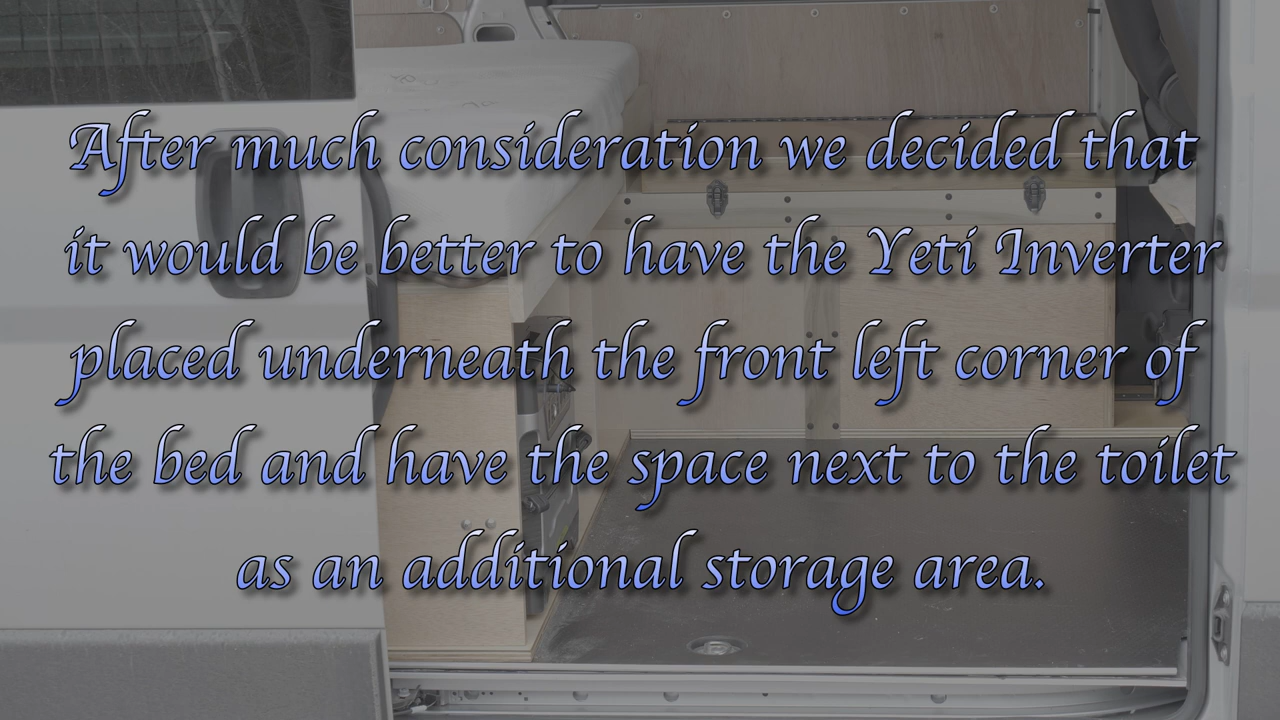 After much consideration we decided that
it would be better to have the Yeti Inverter
placed underneath the front left corner of
the bed and have the space next to the toilet
as an additional storage area.